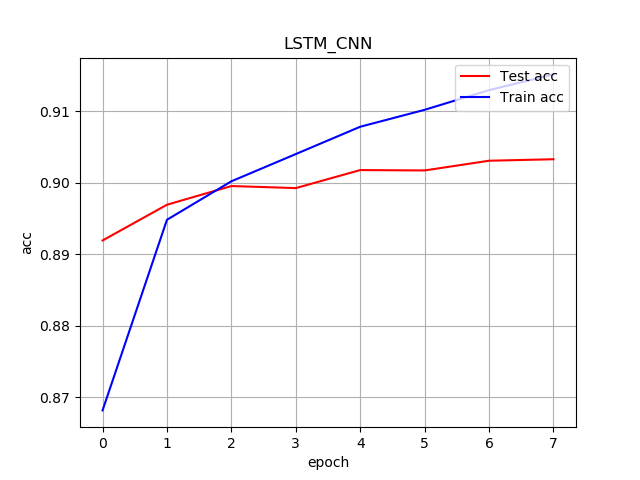 LSTM_CNN
Test acc
Train acc
0.91
0.90
0.89
0.88
0.87
acc
0 1 2 3 4 5 6 7
epoch